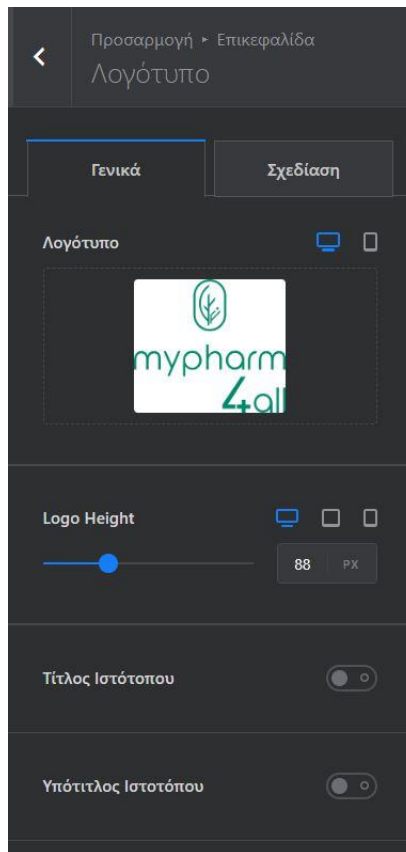 Προσαρμογή ▸ Επικεφαλίδα
Λογότυπο
Γενικά
Σχεδίαση
Λογότυπο
mypharm
4all
Logo Height
88 PX
Τίτλος Ιστότοπου
Υπότιτλος Ιστοτόπου